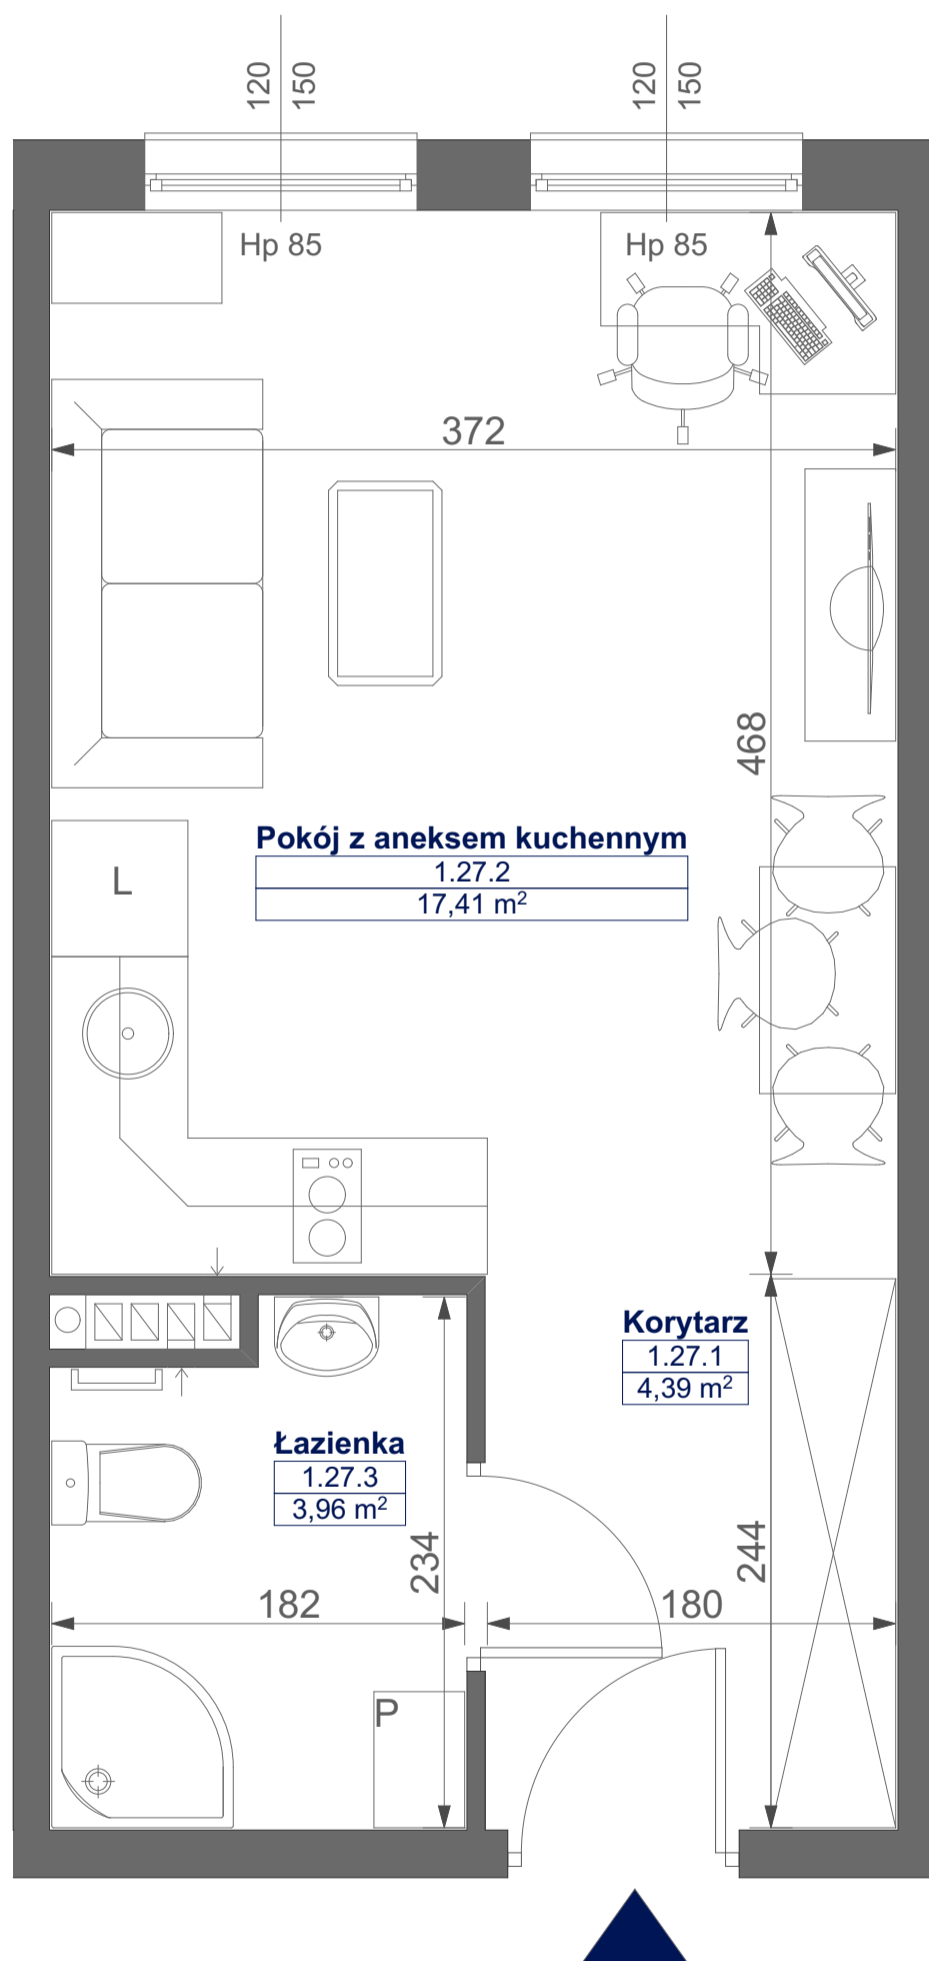 120
150
120
150
Hp 85
Hp 85
372
468
Pokój z aneksem kuchennym
1.27.2
17,41 m²
L
Korytarz
1.27.1
4,39 m²
Łazienka
1.27.3
3,96 m²
234
244
182
180
P